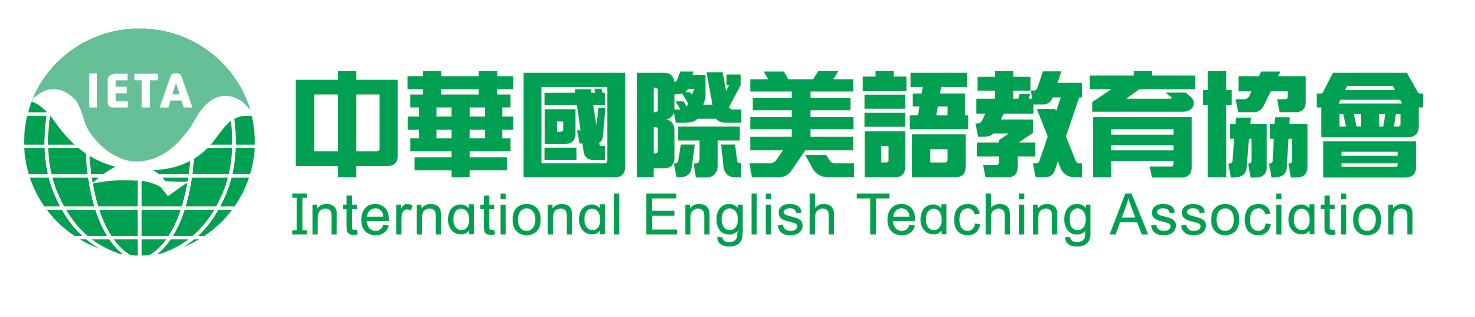 IETA
中華國際美語教育協會
International English Teaching Association